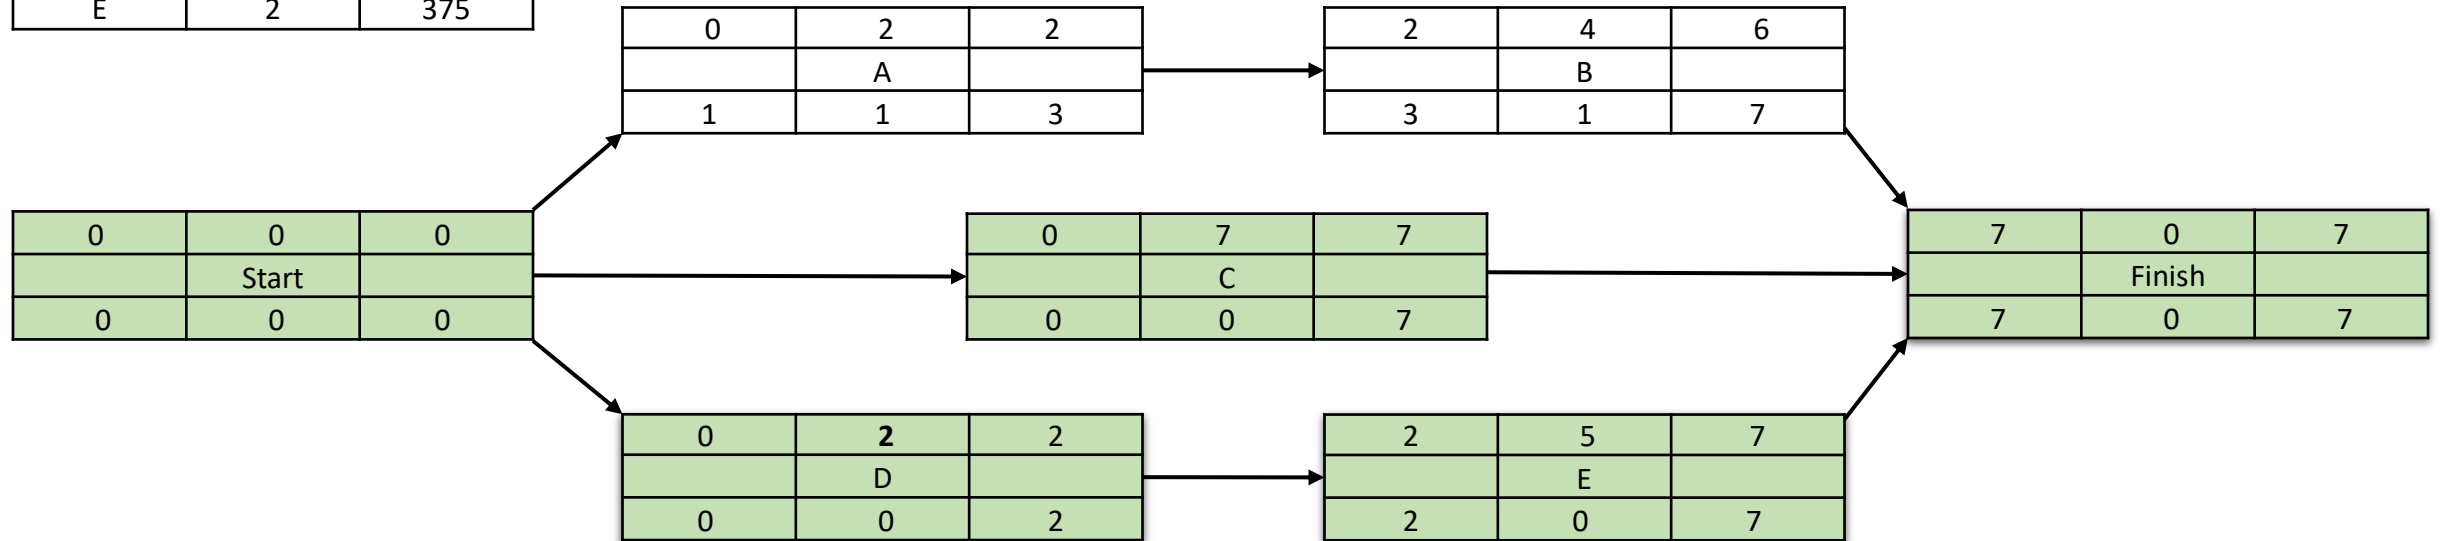 E 2 375
0 2 2
A
1 1 3
2 4 6
B
3 1 7
0 0 0
Start
0 0 0
0 7 7
C
0 0 7
7 0 7
Finish
7 0 7
0 2 2
D
0 0 2
2 5 7
E
2 0 7